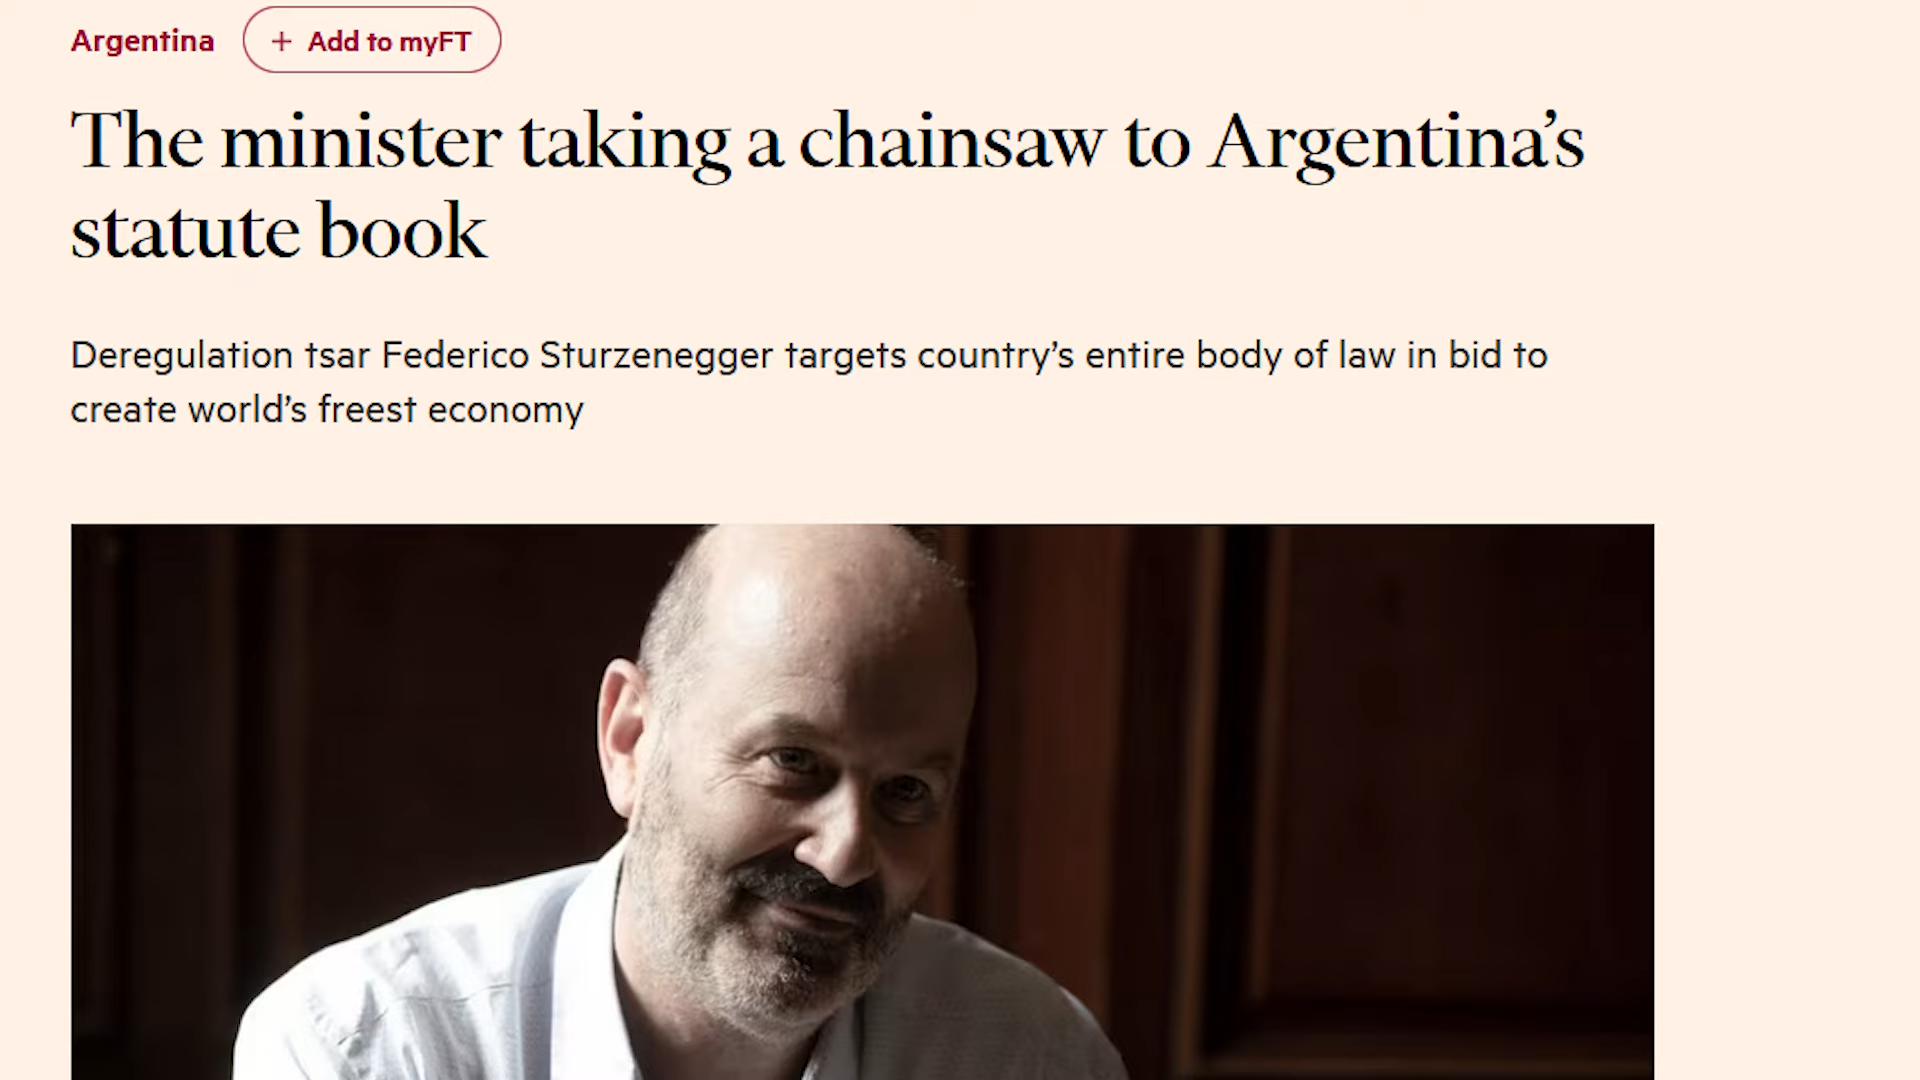 Argentina
+ Add to myFT
The minister taking a chainsaw to Argentina’s
statute book
Deregulation tsar Federico Sturzenegger targets country’s entire body of law in bid to
create world’s freest economy